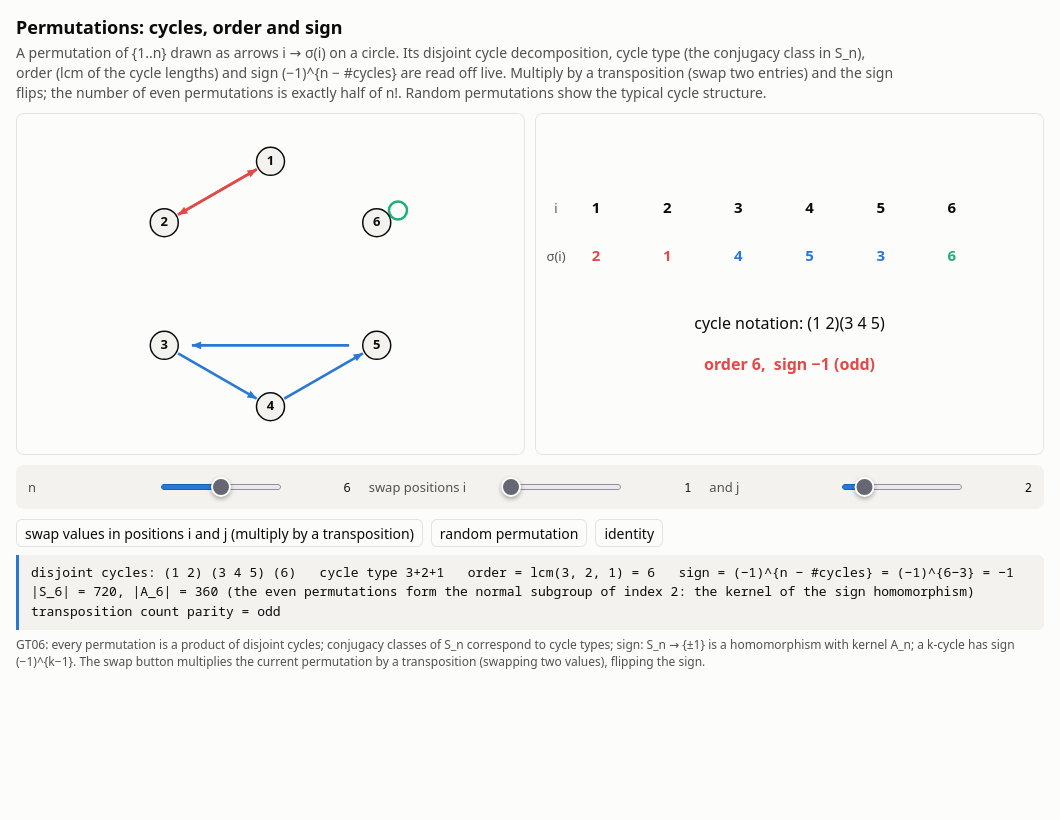 Permutations: cycles, order and sign
A permutation of {1..n} drawn as arrows i → σ(i) on a circle. Its disjoint cycle decomposition, cycle type (the conjugacy class in S_n),
order (lcm of the cycle lengths) and sign (−1)^{n − #cycles} are read off live. Multiply by a transposition (swap two entries) and the sign
flips; the number of even permutations is exactly half of n!. Random permutations show the typical cycle structure.
1
2
6
3
5
4
i 1 2 3 4 5 6
σ(i) 2 1 4 5 3 6
cycle notation: (1 2)(3 4 5)
order 6, sign −1 (odd)
n 6 swap positions i 1 and j 2
swap values in positions i and j (multiply by a transposition) random permutation identity
disjoint cycles: (1 2) (3 4 5) (6) cycle type 3+2+1 order = lcm(3, 2, 1) = 6 sign = (−1)^{n − #cycles} = (−1)^{6−3} = −1
|S_6| = 720, |A_6| = 360 (the even permutations form the normal subgroup of index 2: the kernel of the sign homomorphism)
transposition count parity = odd
GT06: every permutation is a product of disjoint cycles; conjugacy classes of S_n correspond to cycle types; sign: S_n → {±1} is a homomorphism with kernel A_n; a k-cycle has sign
(−1)^{k−1}. The swap button multiplies the current permutation by a transposition (swapping two values), flipping the sign.